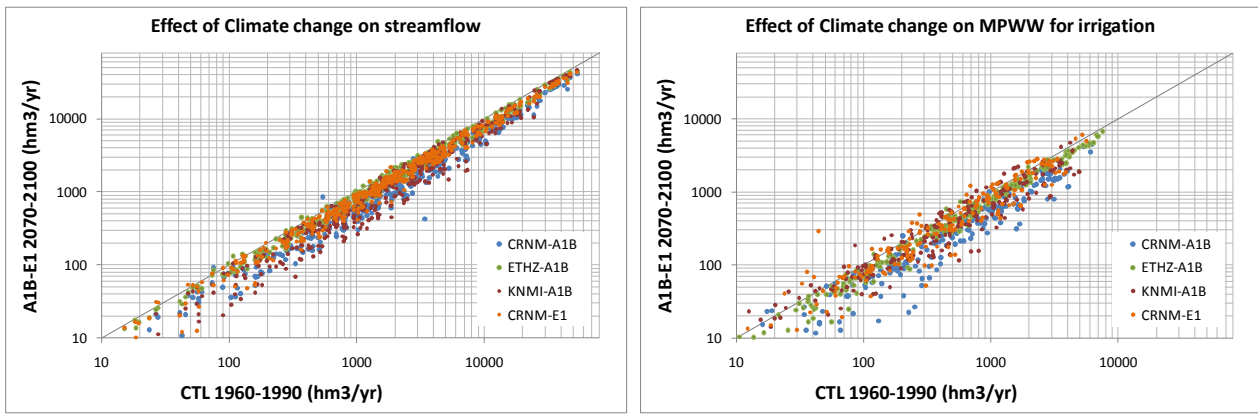 Effect of Climate change on streamflow
A1B-E1 2070-2100 (hm3/yr)
10000
1000
100
10
10
100
1000
10000
CRNM-A1B
ETHZ-A1B
KNMI-A1B
CRNM-E1
CTL 1960-1990 (hm3/yr)
Effect of Climate change on MPWW for irrigation
A1B-E1 2070-2100 (hm3/yr)
10000
1000
100
10
10
100
1000
10000
CRNM-A1B
ETHZ-A1B
KNMI-A1B
CRNM-E1
CTL 1960-1990 (hm3/yr)